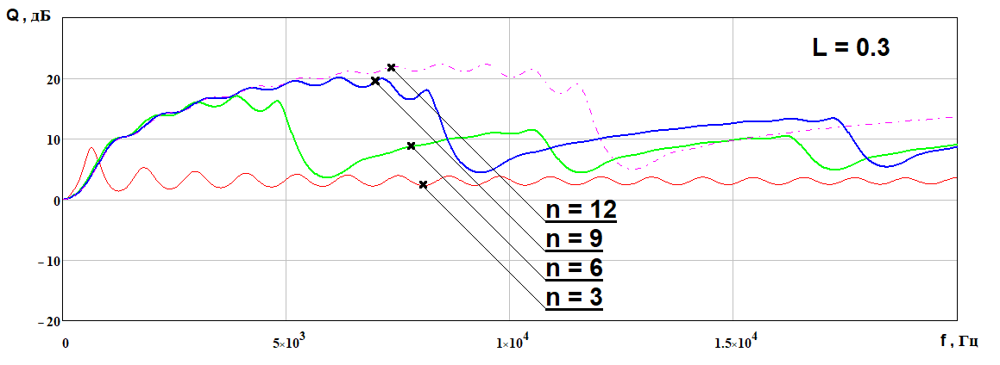 Q , дБ
L = 0.3
20
10
0
−10
−20
n = 12
n = 9
n = 6
n = 3
0
5×10³
1×10⁴
1.5×10⁴
f , Гц